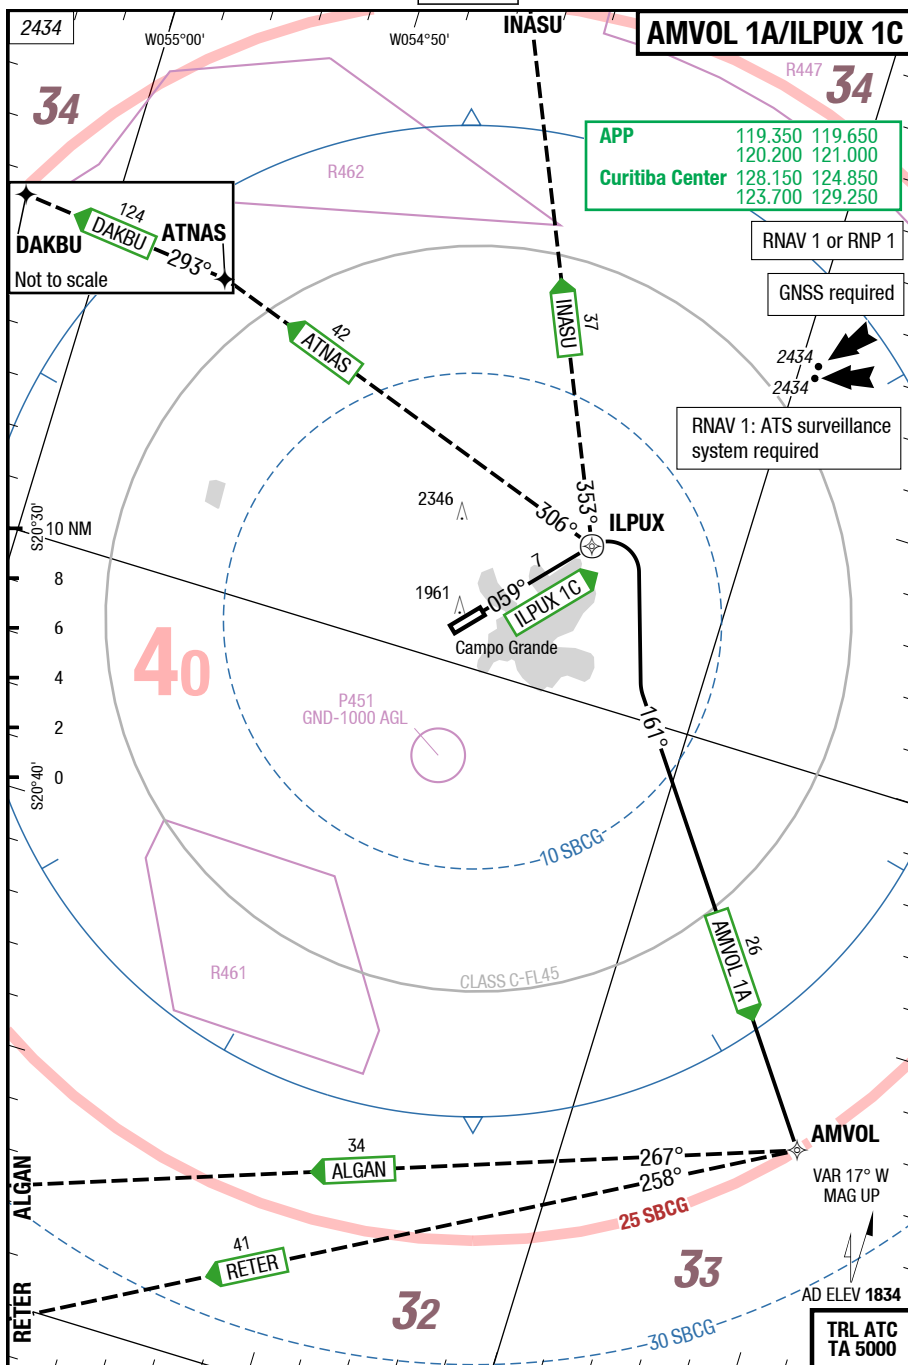 2434
W055°00'
W054°50'
INASU
AMVOL 1A/ILPUX 1C
34
R447
34
APP 119.350 119.650
120.200 121.000
Curitiba Center 128.150 124.850
123.700 129.250
R462
124
DAKBU
DAKBU
ATNAS
293°
Not to scale
RNAV 1 or RNP 1
GNSS required
INASU
37
42
ATNAS
2434
2434
RNAV 1: ATS surveillance
system required
2346
306°
353°
ILPUX
S20°30'
10 NM
7
059°
ILPUX 1C
8
1961
6
Campo Grande
40
4
P451
GND-1000 AGL
161°
2
S20°40'
0
10 SBCG
R461
26
AMVOL 1A
CLASS C-FL45
AMVOL
34
ALGAN
267°
258°
VAR 17° W
MAG UP
ALGAN
25 SBCG
41
RETER
33
32
AD ELEV 1834
RETER
30 SBCG
TRL ATC
TA 5000